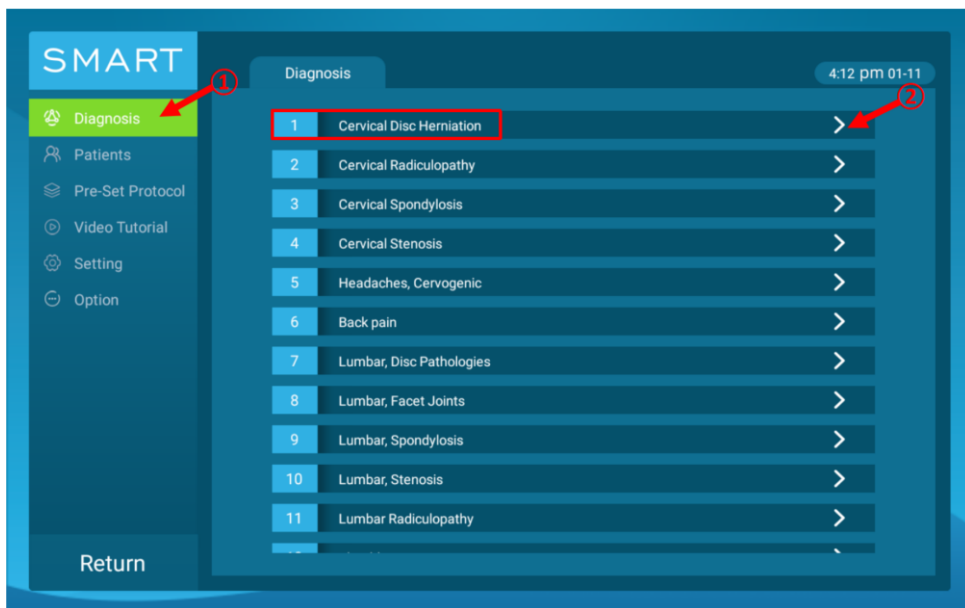 SMART
Diagnosis
Patients
Pre-Set Protocol
Video Tutorial
Setting
Option
Return
①
Diagnosis
4:12 pm 01-11
②
1 Cervical Disc Herniation
2 Cervical Radiculopathy
3 Cervical Spondylosis
4 Cervical Stenosis
5 Headaches, Cervogenic
6 Back pain
7 Lumbar, Disc Pathologies
8 Lumbar, Facet Joints
9 Lumbar, Spondylosis
10 Lumbar, Stenosis
11 Lumbar Radiculopathy